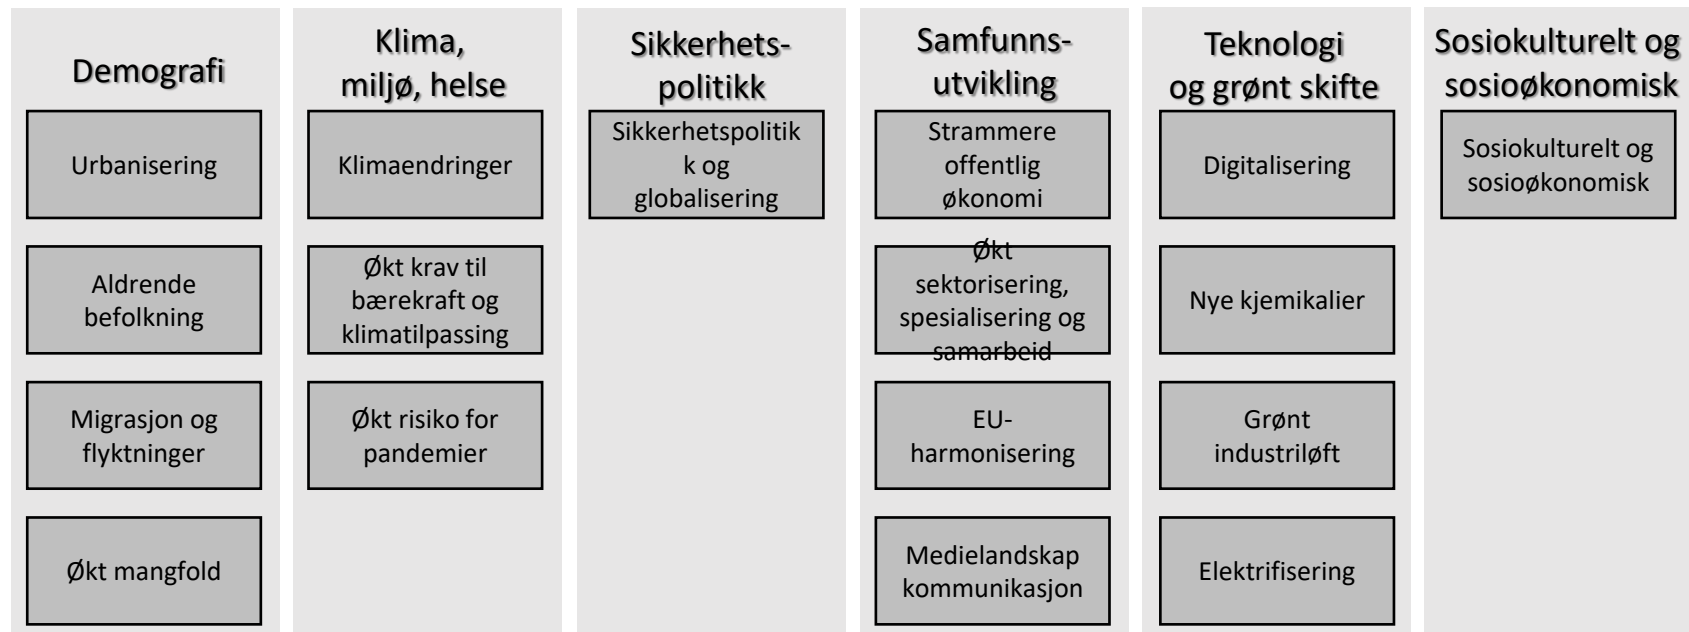 Demografi
Urbanisering
Aldrende
befolkning
Migrasjon og
flyktninger
Økt mangfold
Klima,
miljø, helse
Klimaendringer
Økt krav til
bærekraft og
klimatilpassing
Økt risiko for
pandemier
Sikkerhets-
politikk
Sikkerhetspolitik
k og
globalisering
Samfunns-
utvikling
Strammere
offentlig
økonomi
Økt
sektorisering,
spesialisering og
samarbeid
EU-
harmonisering
Medielandskap
kommunikasjon
Teknologi
og grønt skifte
Digitalisering
Nye kjemikalier
Grønt
industriløft
Elektrifisering
Sosiokulturelt og
sosioøkonomisk
Sosiokulturelt og
sosioøkonomisk